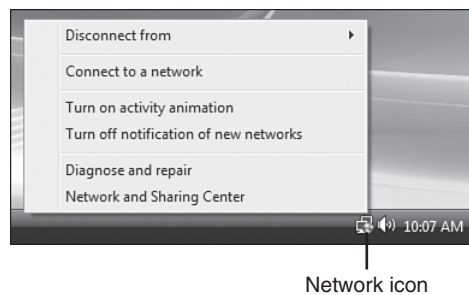 Disconnect from
Connect to a network
Turn on activity animation
Turn off notification of new networks
Diagnose and repair
Network and Sharing Center
10:07 AM
Network icon